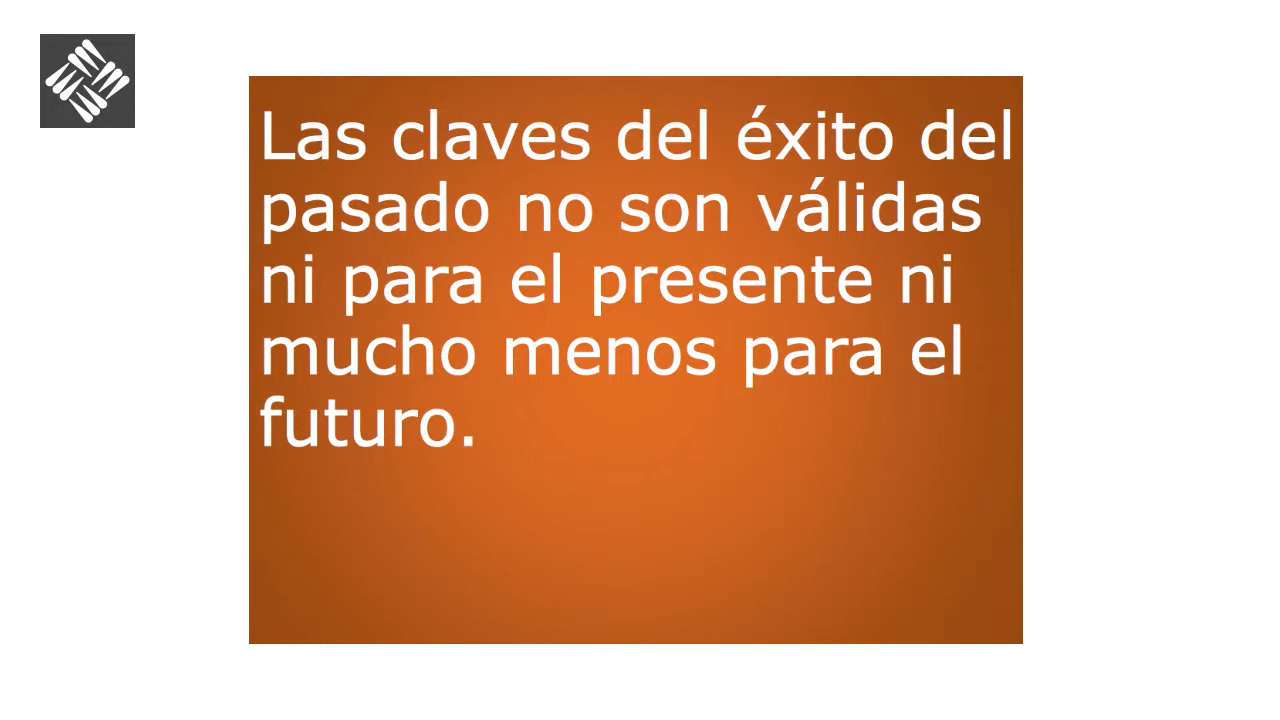 Las claves del éxito del
pasado no son válidas
ni para el presente ni
mucho menos para el
futuro.